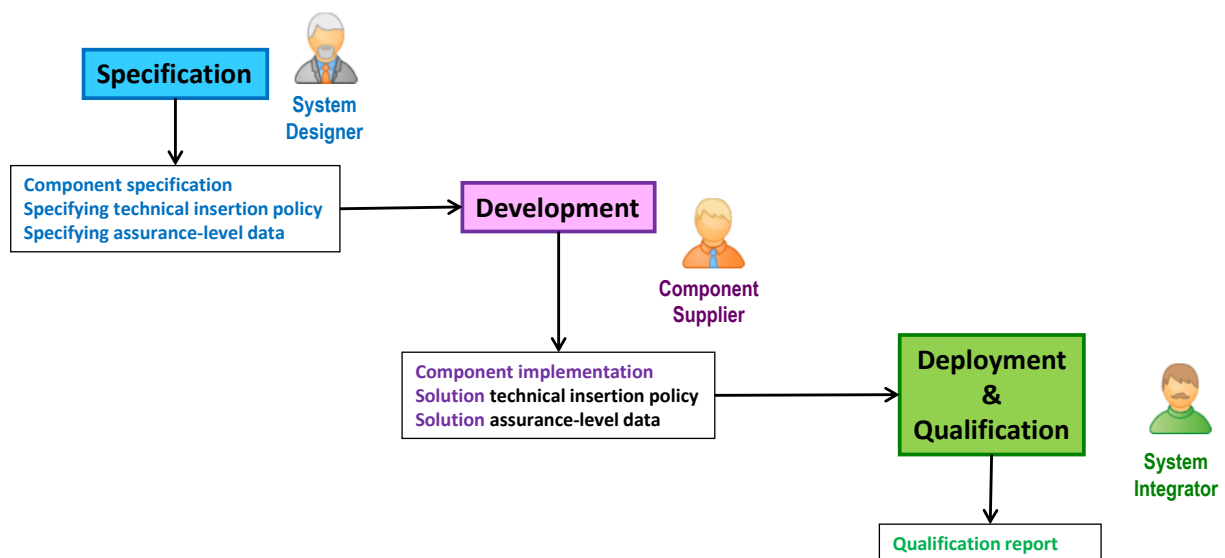 Specification
System
Designer
Component specification
Specifying technical insertion policy
Specifying assurance-level data
Development
Component
Supplier
Component implementation
Solution technical insertion policy
Solution assurance-level data
Deployment
&
Qualification
System
Integrator
Qualification report